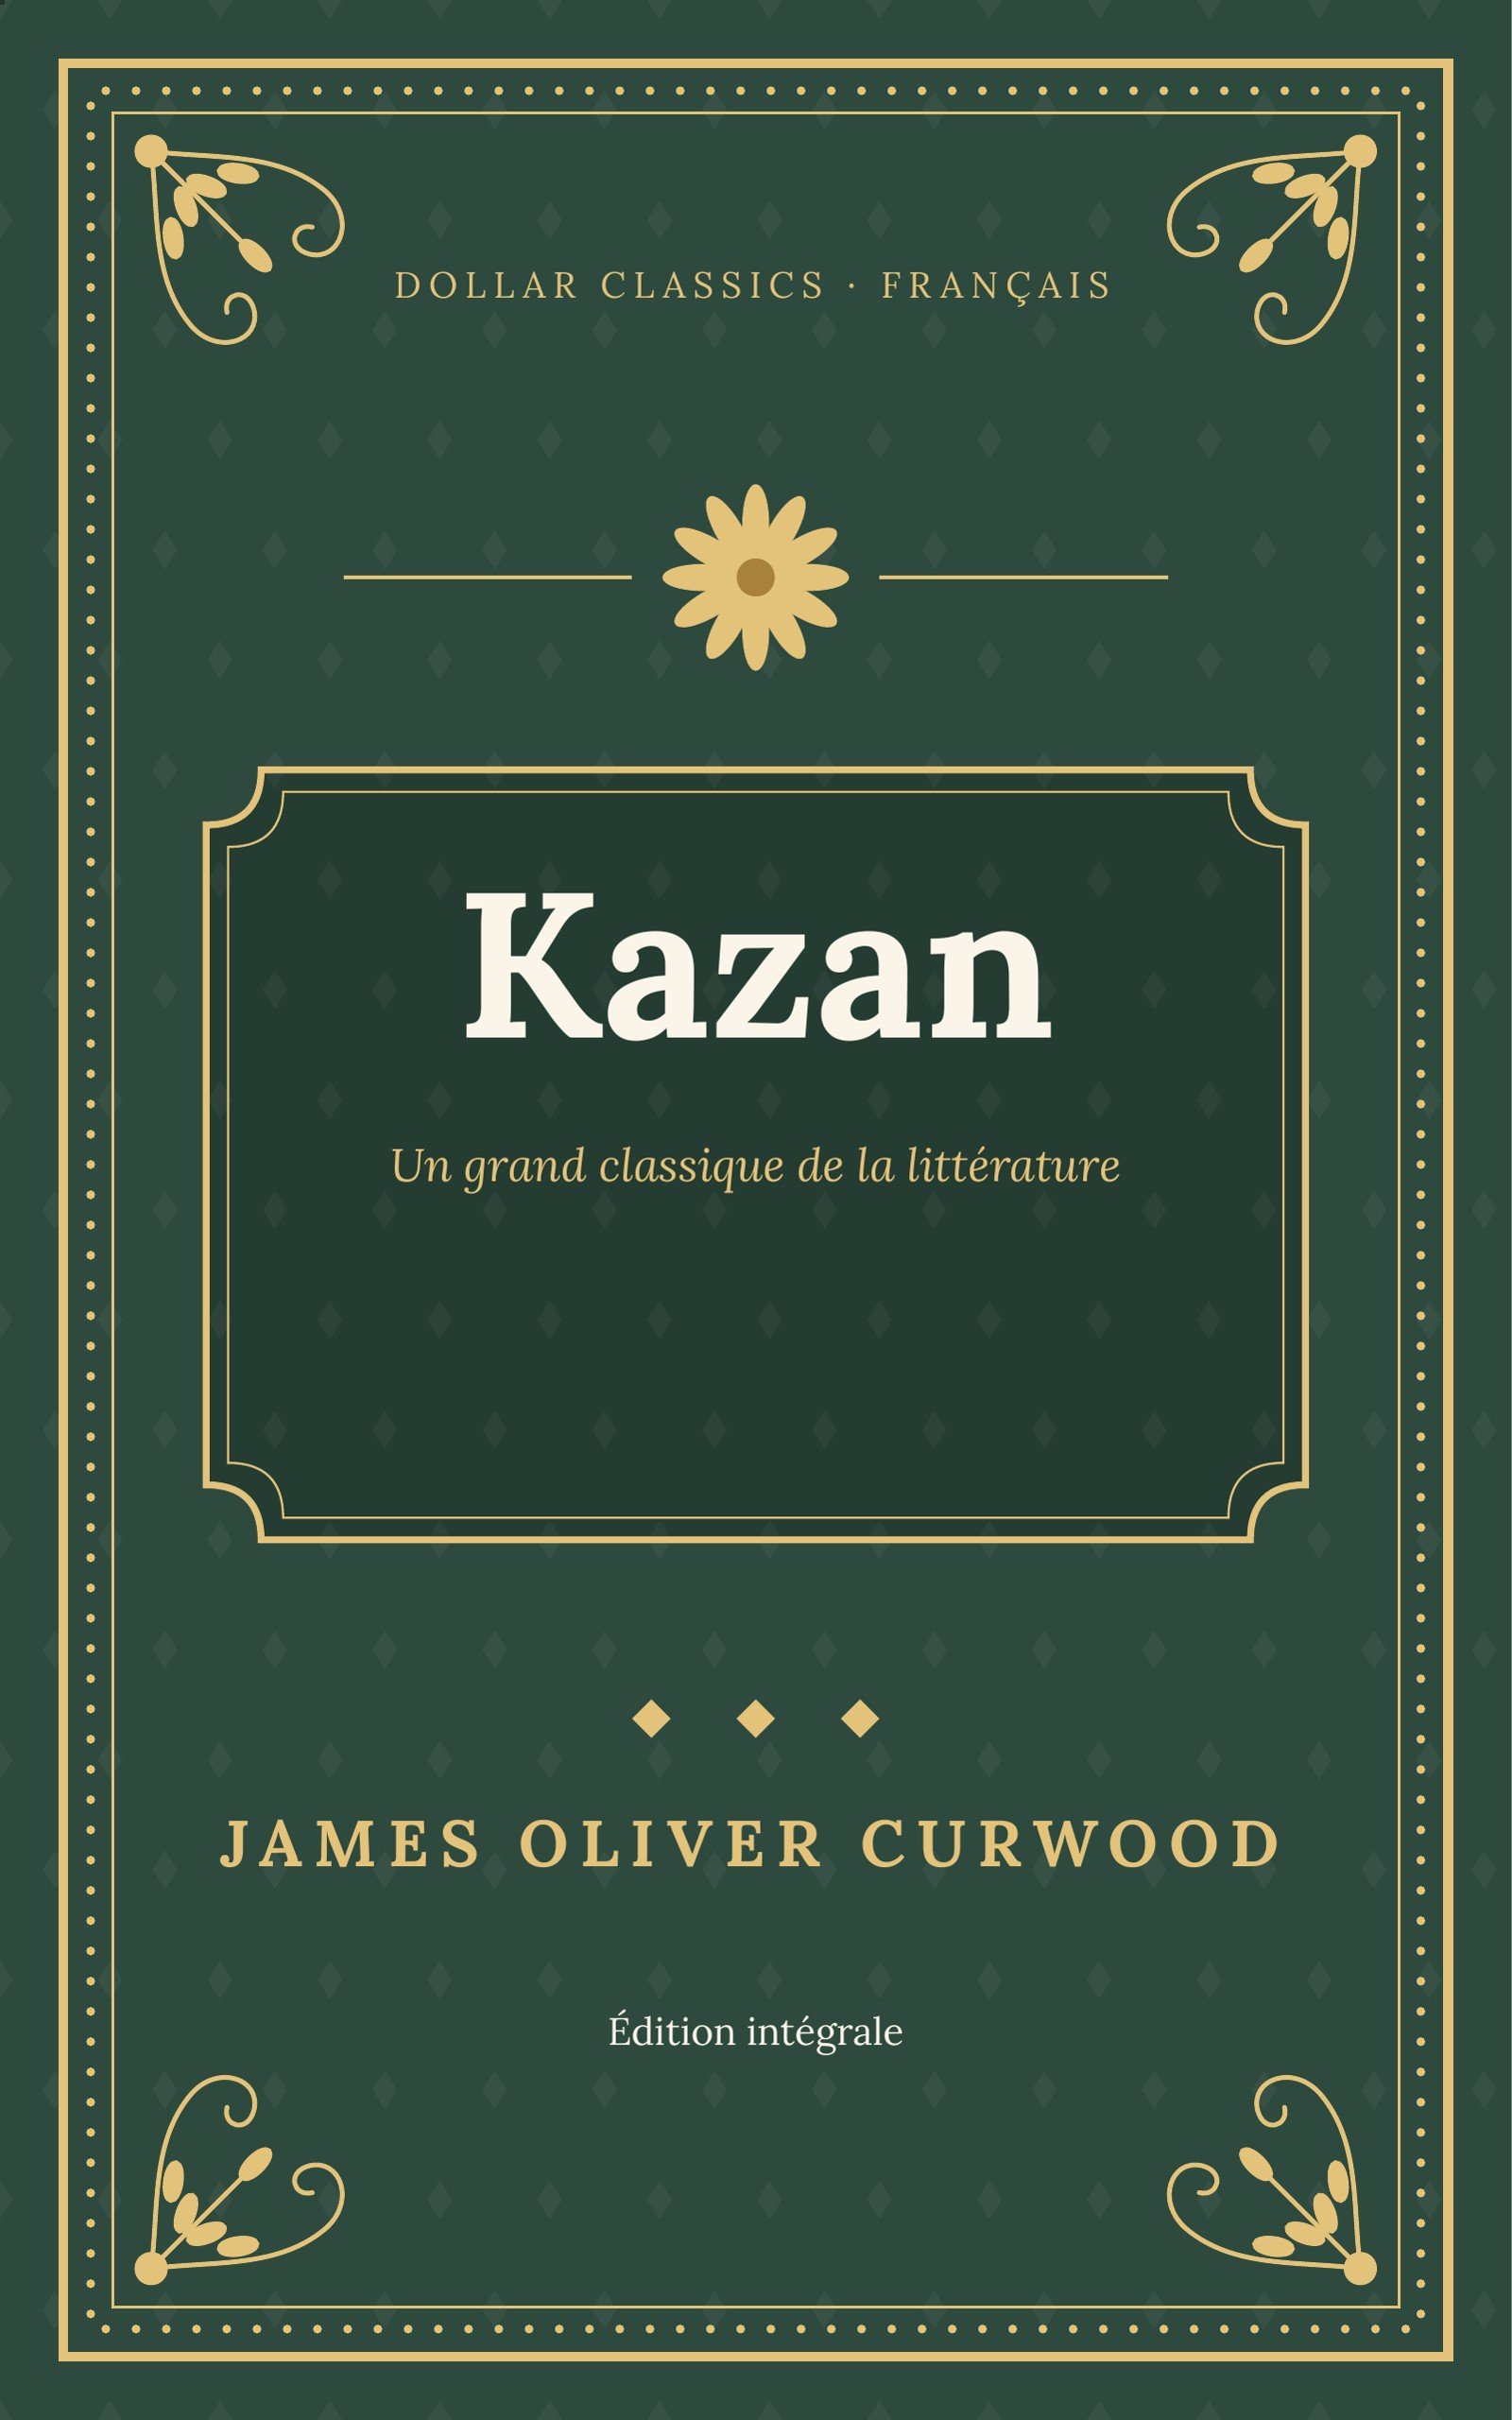 DOLLAR CLASSICS · FRANÇAIS
Kazan
Un grand classique de la littérature
JAMES OLIVER CURWOOD
Édition intégrale